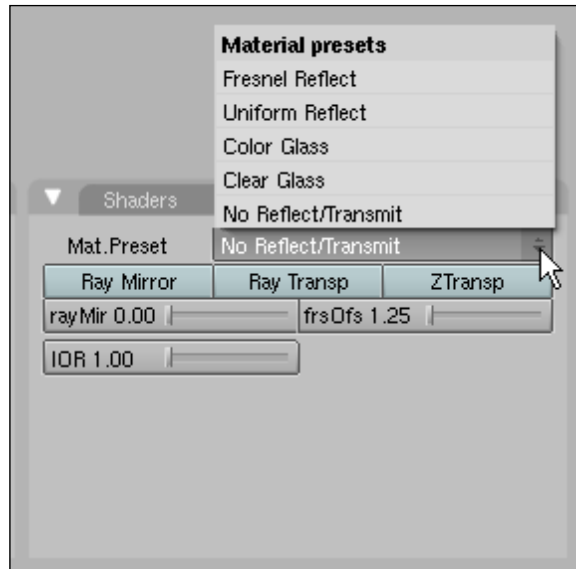 Material presets
Fresnel Reflect
Uniform Reflect
Color Glass
Clear Glass
No Reflect/Transmit
Shaders
Mat.Preset No Reflect/Transmit
Ray Mirror Ray Transp ZTransp
rayMir 0.00 frsOfs 1.25
IOR 1.00